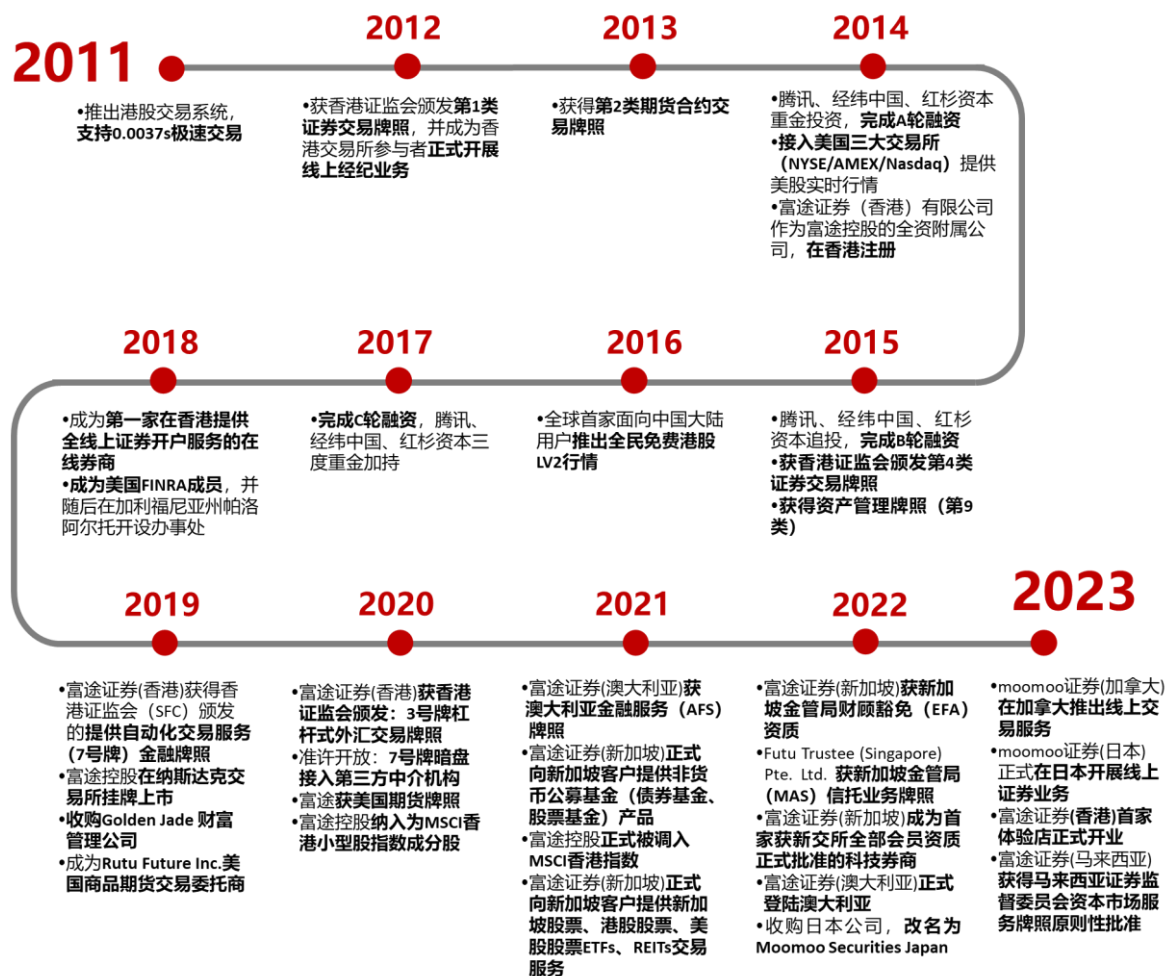 2011
•推出港股交易系统，
支持0.0037s极速交易
2012
•获香港证监会颁发第1类
证券交易牌照，并成为香
港交易所参与者正式开展
线上经纪业务
2013
•获得第2类期货合约交
易牌照
2014
•腾讯、经纬中国、红杉资本
重金投资，完成A轮融资
•接入美国三大交易所
（NYSE/AMEX/Nasdaq）提供
美股实时行情
•富途证券（香港）有限公司
作为富途控股的全资附属公
司，在香港注册
2018
•成为第一家在香港提供
全线上证券开户服务的在
线券商
•成为美国FINRA成员，并
随后在加利福尼亚州帕洛
阿尔托开设办事处
2017
•完成C轮融资，腾讯、
经纬中国、红杉资本三
度重金加持
2016
•全球首家面向中国大陆
用户推出全民免费港股
LV2行情
2015
•腾讯、经纬中国、红杉
资本追投，完成B轮融资
•获香港证监会颁发第4类
证券交易牌照
•获得资产管理牌照（第9
类）
2019
•富途证券(香港)获得香
港证监会（SFC）颁发
的提供自动化交易服务
（7号牌）金融牌照
•富途控股在纳斯达克交
易所挂牌上市
•收购Golden Jade 财富
管理公司
•成为Rutu Future Inc.美
国商品期货交易委托商
2020
•富途证券(香港)获香港
证监会颁发：3号牌杠
杆式外汇交易牌照
•准许开放：7号牌暗盘
接入第三方中介机构
•富途获美国期货牌照
•富途控股纳入为MSCI香
港小型股指数成分股
2021
•富途证券(澳大利亚)获
澳大利亚金融服务（AFS）
牌照
•富途证券(新加坡)正式
向新加坡客户提供非货
币公募基金（债券基金、
股票基金）产品
•富途控股正式被调入
MSCI香港指数
•富途证券(新加坡)正式
向新加坡客户提供新加
坡股票、港股股票、美
股股票ETFs、REITs交易
服务
2022
•富途证券(新加坡)获新加
坡金管局财顾豁免（EFA）
资质
•Futu Trustee (Singapore)
Pte. Ltd. 获新加坡金管局
（MAS）信托业务牌照
•富途证券(新加坡)成为首
家获新交所全部会员资质
正式批准的科技券商
•富途证券(澳大利亚)正式
登陆澳大利亚
•收购日本公司，改名为
Moomoo Securities Japan
2023
•moomoo证券(加拿大)
在加拿大推出线上交
易服务
•moomoo证券(日本)
正式在日本开展线上
证券业务
•富途证券(香港)首家
体验店正式开业
•富途证券(马来西亚)
获得马来西亚证券监
督委员会资本市场服
务牌照原则性批准